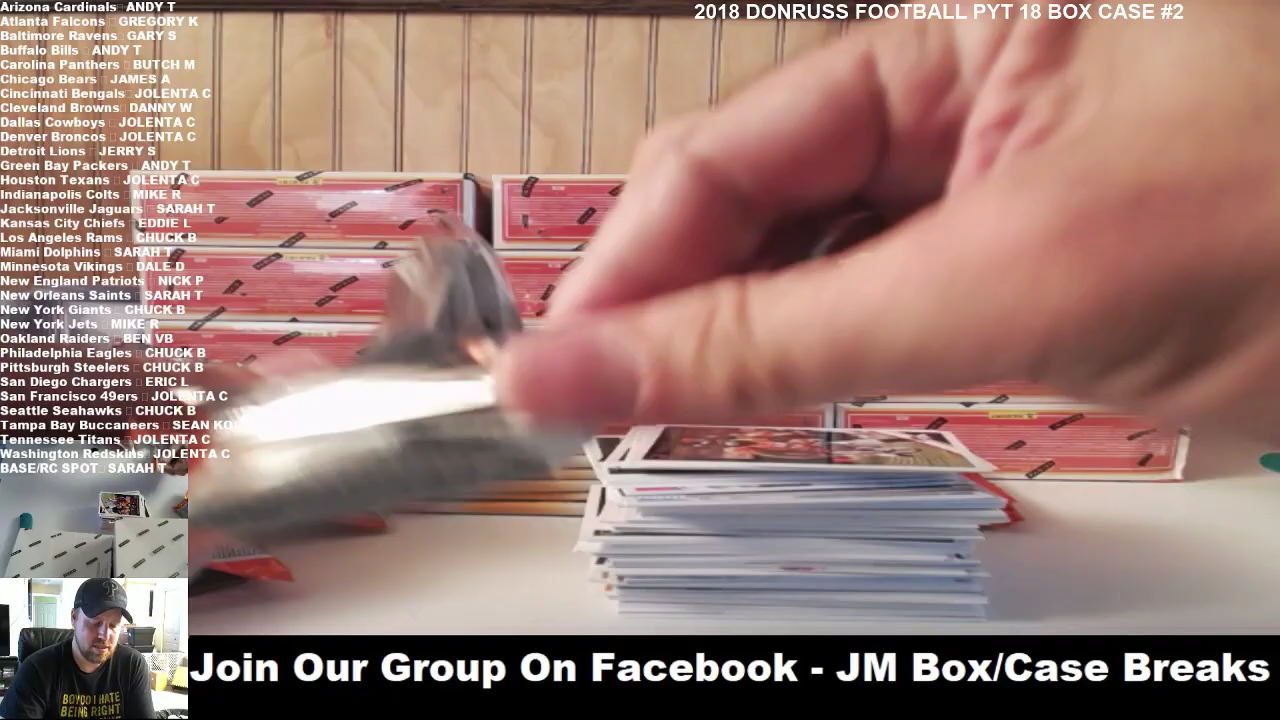 2018 DONRUSS FOOTBALL PYT 18 BOX CASE #2
Arizona Cardinals ANDY T
Atlanta Falcons GREGORY K
Baltimore Ravens GARY S
Buffalo Bills ANDY T
Carolina Panthers BUTCH M
Chicago Bears JAMES A
Cincinnati Bengals JOLENTA C
Cleveland Browns DANNY W
Dallas Cowboys JOLENTA C
Denver Broncos JOLENTA C
Detroit Lions JERRY S
Green Bay Packers ANDY T
Houston Texans JOLENTA C
Indianapolis Colts MIKE R
Jacksonville Jaguars SARAH T
Kansas City Chiefs EDDIE L
Los Angeles Rams CHUCK B
Miami Dolphins SARAH T
Minnesota Vikings DALE D
New England Patriots NICK P
New Orleans Saints SARAH T
New York Giants CHUCK B
New York Jets MIKE R
Oakland Raiders BEN VB
Philadelphia Eagles CHUCK B
Pittsburgh Steelers CHUCK B
San Diego Chargers ERIC L
San Francisco 49ers JOLENTA C
Seattle Seahawks CHUCK B
Tampa Bay Buccaneers SEAN KO
Tennessee Titans JOLENTA C
Washington Redskins JOLENTA C
BASE/RC SPOT SARAH T
BOYDO I HATE
BEING RIGHT
Join Our Group On Facebook - JM Box/Case Breaks